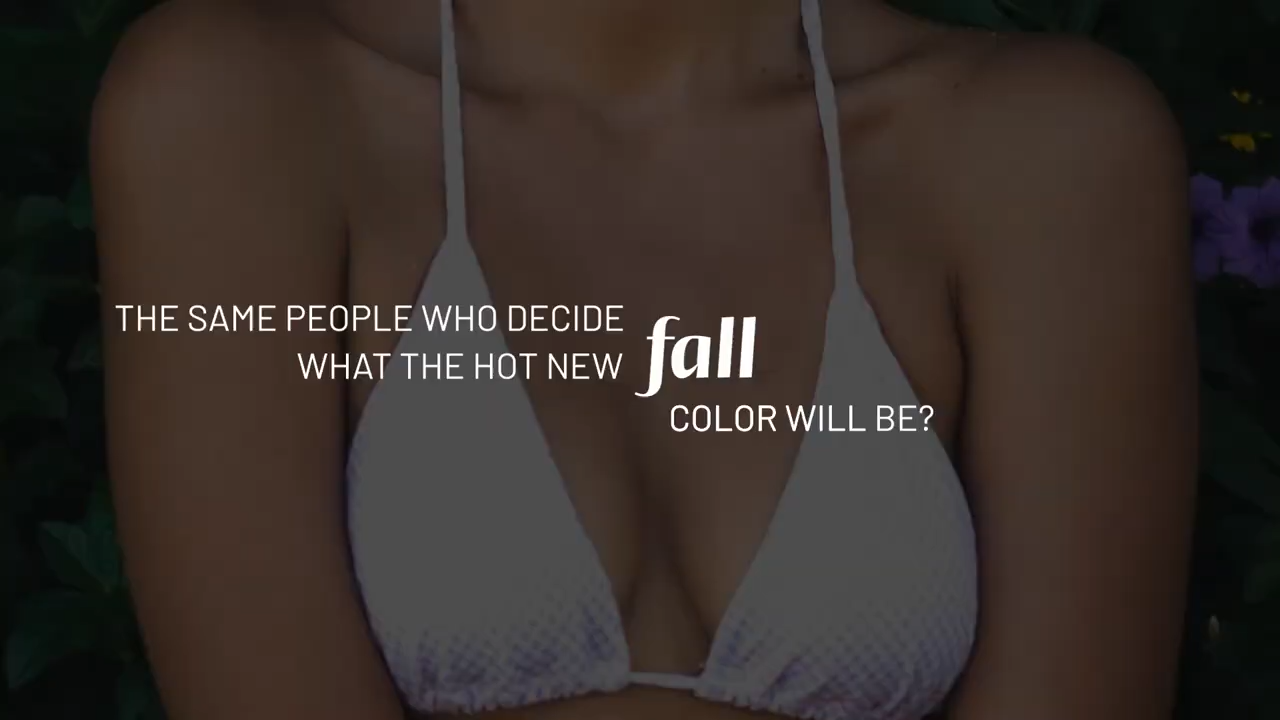 THE SAME PEOPLE WHO DECIDE
WHAT THE HOT NEW fall
COLOR WILL BE?